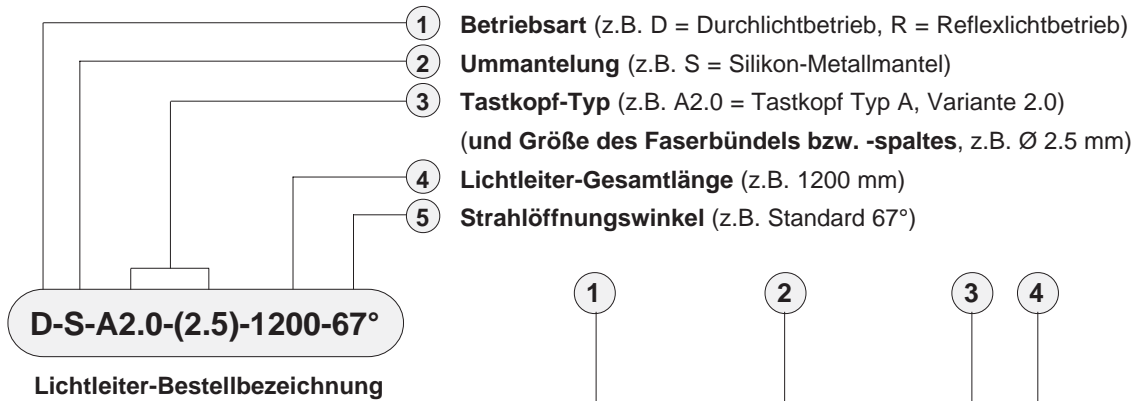 1 Betriebsart (z.B. D = Durchlichtbetrieb, R = Reflexlichtbetrieb)
2 Ummantelung (z.B. S = Silikon-Metallmantel)
3 Tastkopf-Typ (z.B. A2.0 = Tastkopf Typ A, Variante 2.0)
(und Größe des Faserbündels bzw. -spaltes, z.B. Ø 2.5 mm)
4 Lichtleiter-Gesamtlänge (z.B. 1200 mm)
5 Strahlöffnungswinkel (z.B. Standard 67°)
1 2 3 4
D-S-A2.0-(2.5)-1200-67°
Lichtleiter-Bestellbezeichnung